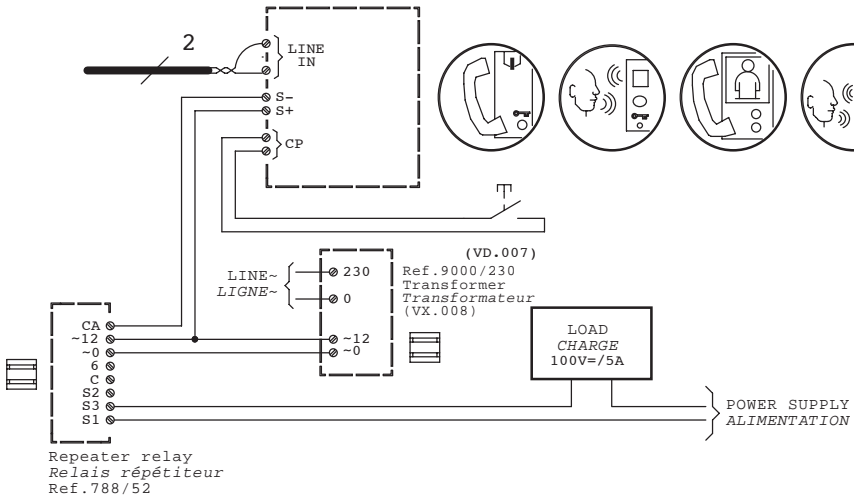 2
LINE
IN
S-
S+
CP
(VD.007)
LINE~
LIGNE~
230
0
~12
~0
Ref.9000/230
Transformer
Transformateur
(VX.008)
CA
~12
~0
6
C
S2
S3
S1
LOAD
CHARGE
100V=/5A
POWER SUPPLY
ALIMENTATION
Repeater relay
Relais répétiteur
Ref.788/52